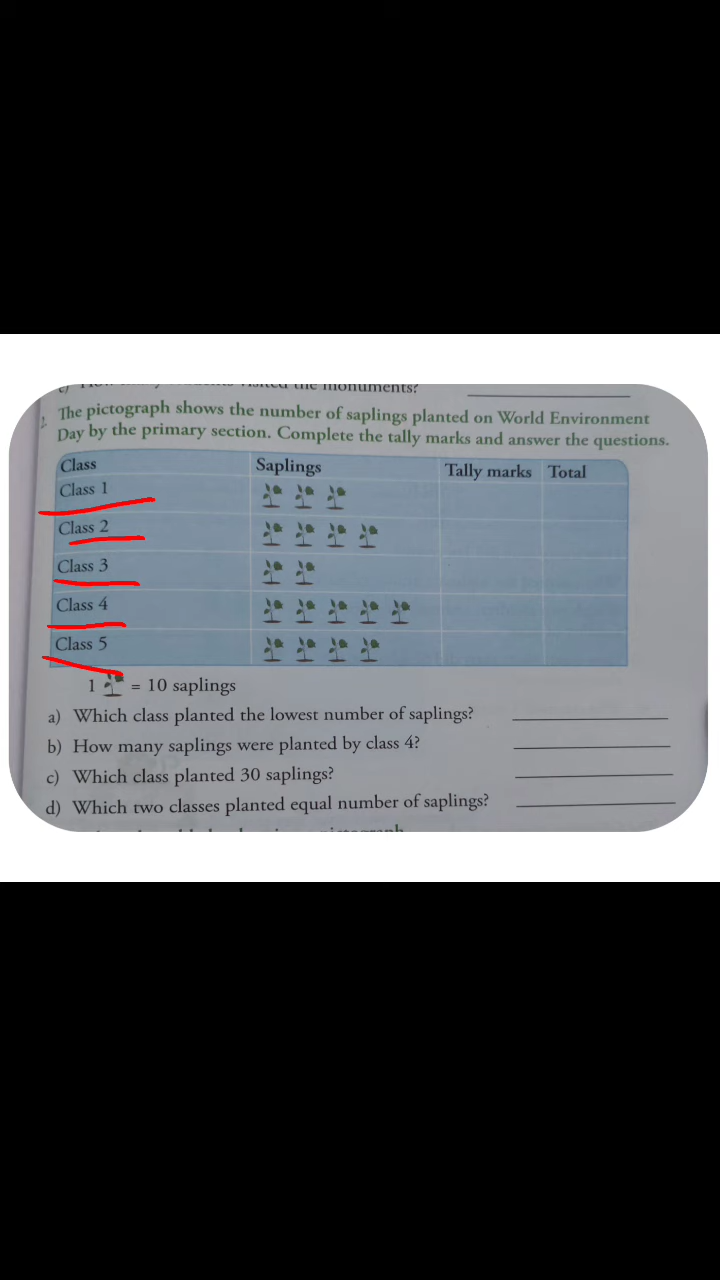 visited the monuments?
2. The pictograph shows the number of saplings planted on World Environment
Day by the primary section. Complete the tally marks and answer the questions.
Class Saplings Tally marks Total
Class 1
Class 2
Class 3
Class 4
Class 5
1 = 10 saplings
a) Which class planted the lowest number of saplings?
b) How many saplings were planted by class 4?
c) Which class planted 30 saplings?
d) Which two classes planted equal number of saplings?